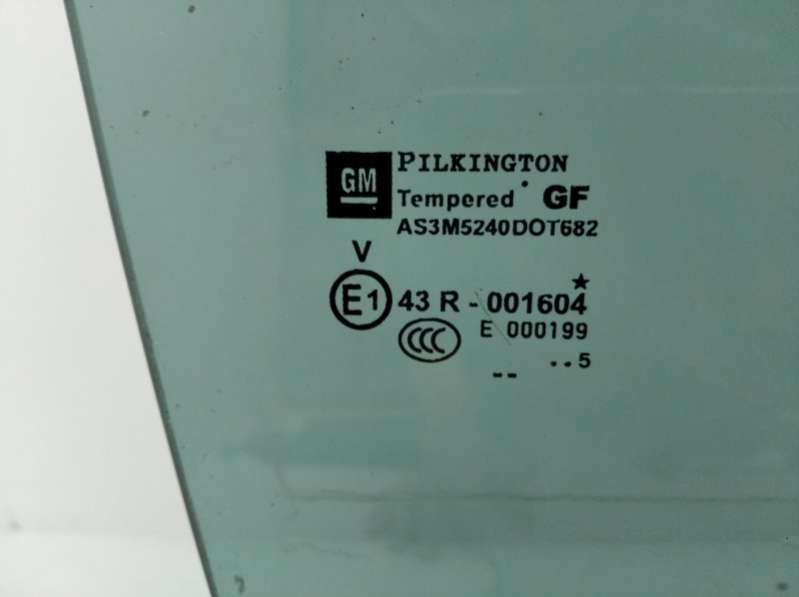 GM PILKINGTON
Tempered GF
AS3M5240DOT682
V
E1 43 R - 001604
CCC E 000199
.. 5
--